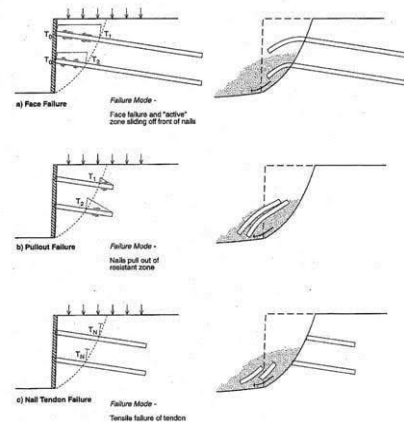 T₀ T₁
T₀ T₂
a) Face Failure
Failure Mode -
Face failure and "active"
zone sliding off front of nails
T₁
T₂
b) Pullout Failure
Failure Mode -
Nails pull out of
resistant zone
T_N
T_N
c) Nail Tendon Failure
Failure Mode -
Tensile failure of tendon